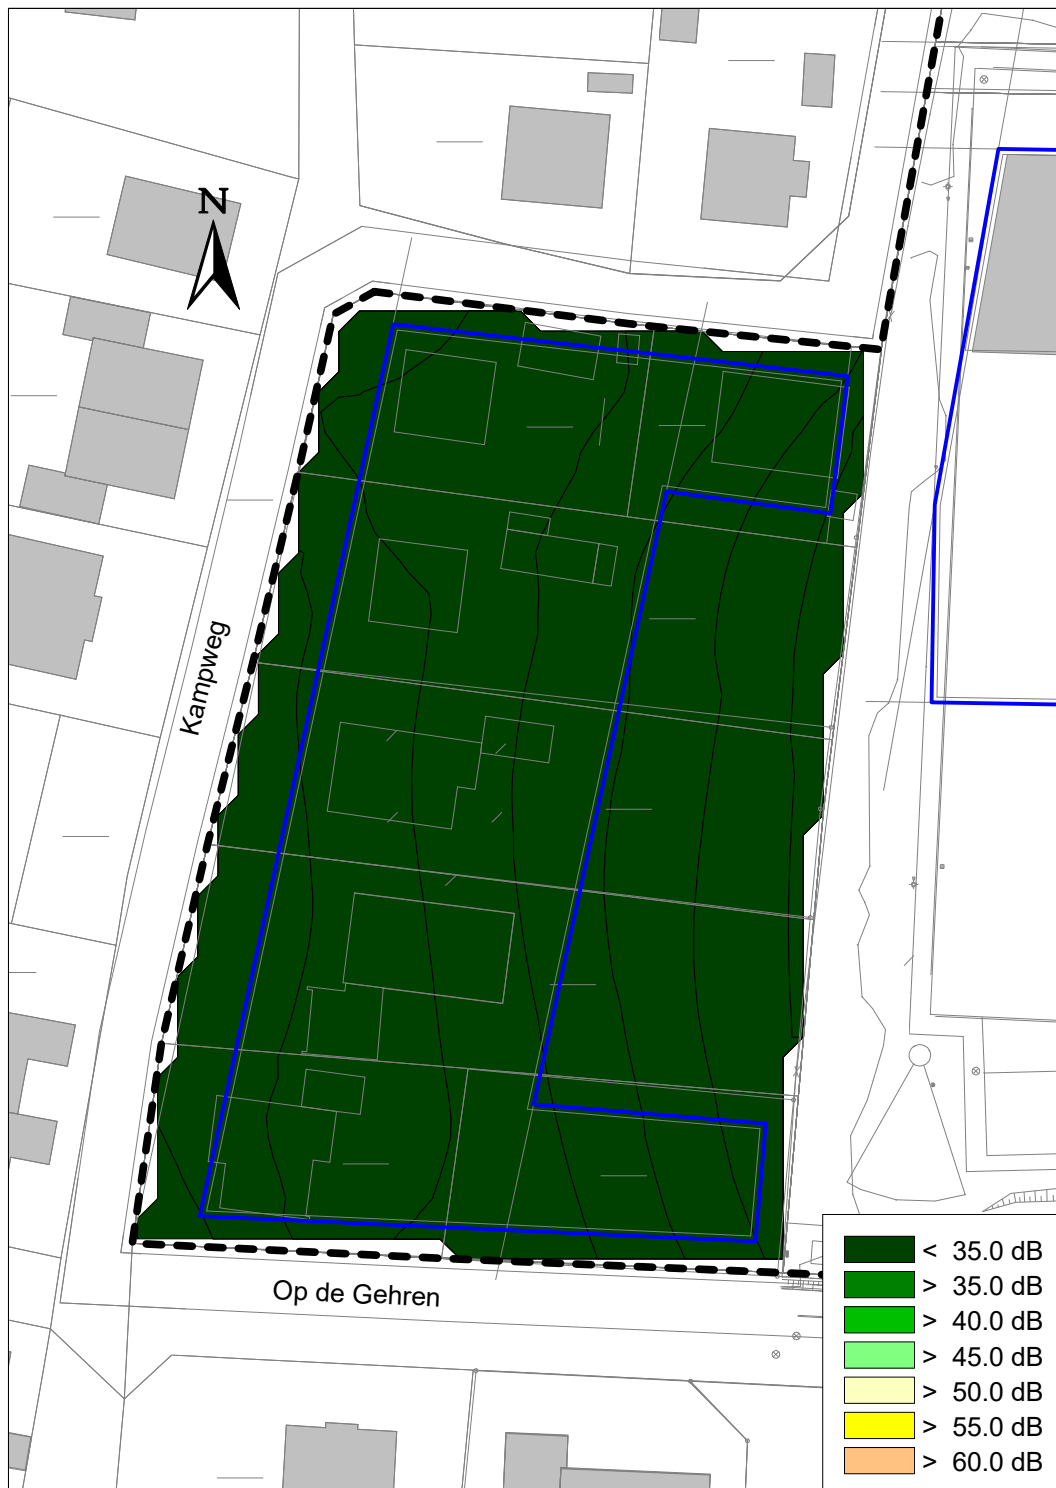 N
Kampweg
Op de Gehren
< 35.0 dB
> 35.0 dB
> 40.0 dB
> 45.0 dB
> 50.0 dB
> 55.0 dB
> 60.0 dB